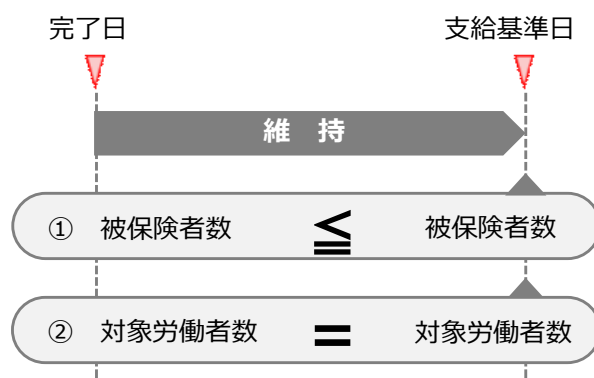 完了日 支給基準日
維 持
① 被保険者数 ≦ 被保険者数
② 対象労働者数 = 対象労働者数